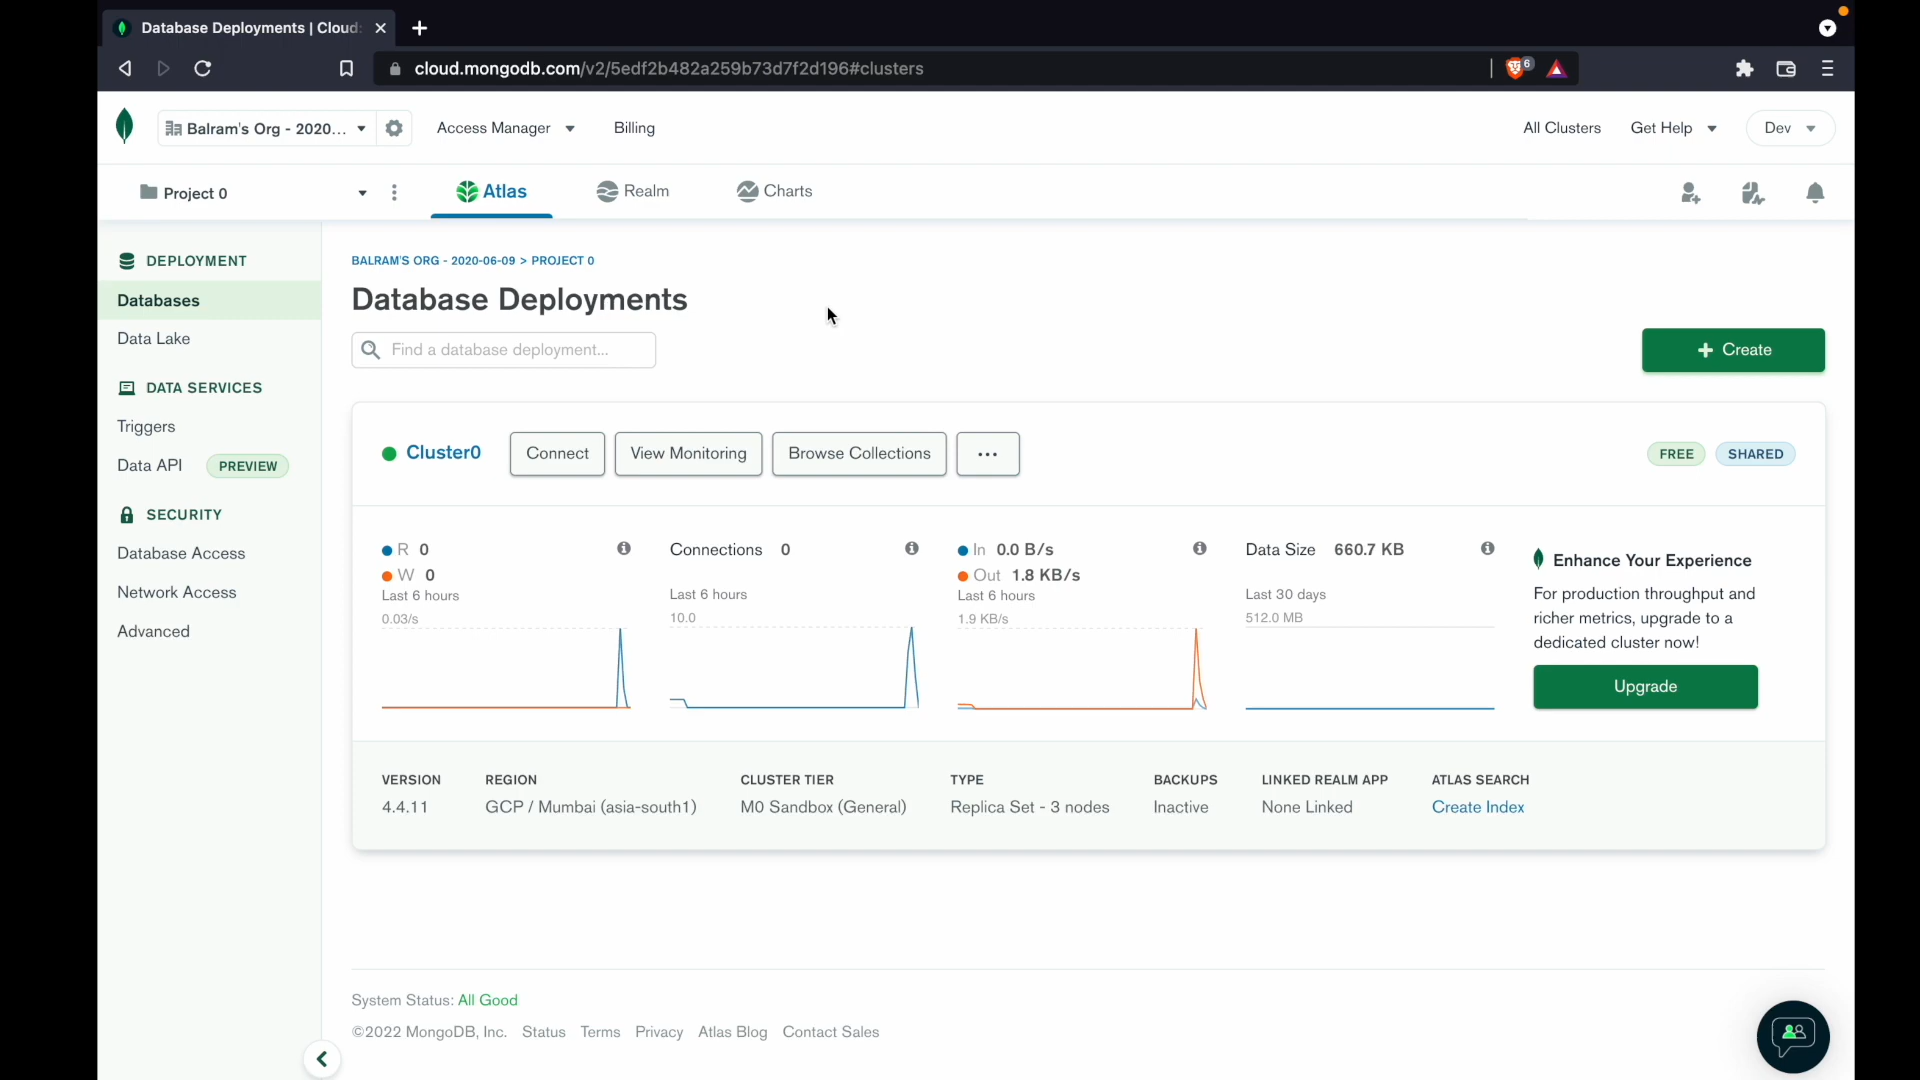 Database Deployments | Cloud:
cloud.mongodb.com/v2/5edf2b482a259b73d7f2d196#clusters
6
Balram's Org - 2020... Access Manager Billing All Clusters Get Help Dev
Project 0 Atlas Realm Charts
DEPLOYMENT
Databases
Data Lake
DATA SERVICES
Triggers
Data API PREVIEW
SECURITY
Database Access
Network Access
Advanced
BALRAM'S ORG - 2020-06-09 > PROJECT 0
Database Deployments
Find a database deployment...
+ Create
Cluster0 Connect View Monitoring Browse Collections ... FREE SHARED
R 0
W 0
Last 6 hours
0.03/s
Connections 0
Last 6 hours
10.0
In 0.0 B/s
Out 1.8 KB/s
Last 6 hours
1.9 KB/s
Data Size 660.7 KB
Last 30 days
512.0 MB
Enhance Your Experience
For production throughput and
richer metrics, upgrade to a
dedicated cluster now!
Upgrade
VERSION REGION CLUSTER TIER TYPE BACKUPS LINKED REALM APP ATLAS SEARCH
4.4.11 GCP / Mumbai (asia-south1) M0 Sandbox (General) Replica Set - 3 nodes Inactive None Linked Create Index
System Status: All Good
©2022 MongoDB, Inc. Status Terms Privacy Atlas Blog Contact Sales